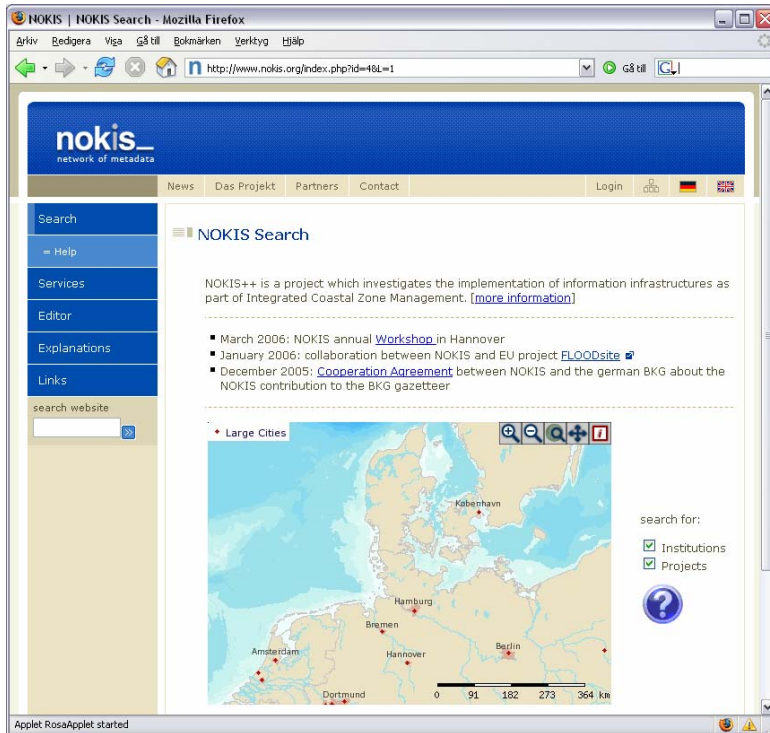 NOKIS | NOKIS Search - Mozilla Firefox
Arkiv Redigera Visa Gå till Bokmärken Verktyg Hjälp
http://www.nokis.org/index.php?id=4&L=1 Gå till
nokis_
network of metadata
News Das Projekt Partners Contact Login
Search
= Help
Services
Editor
Explanations
Links
search website
NOKIS Search
NOKIS++ is a project which investigates the implementation of information infrastructures as
part of Integrated Coastal Zone Management. [more information]
March 2006: NOKIS annual Workshop in Hannover
January 2006: collaboration between NOKIS and EU project FLOODsite
December 2005: Cooperation Agreement between NOKIS and the german BKG about the
NOKIS contribution to the BKG gazetteer
Large Cities
København
Hamburg
Bremen
Berlin
Amsterdam
Hannover
Dortmund
0 91 182 273 364 km
search for:
Institutions
Projects
Applet RosaApplet started